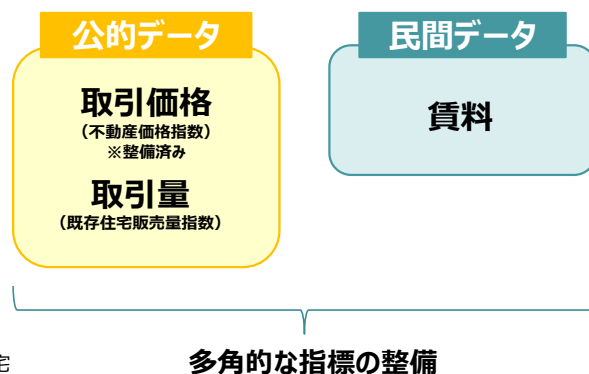 公的データ
取引価格
(不動産価格指数)
※整備済み
取引量
(既存住宅販売量指数)
民間データ
賃料
宅
多角的な指標の整備